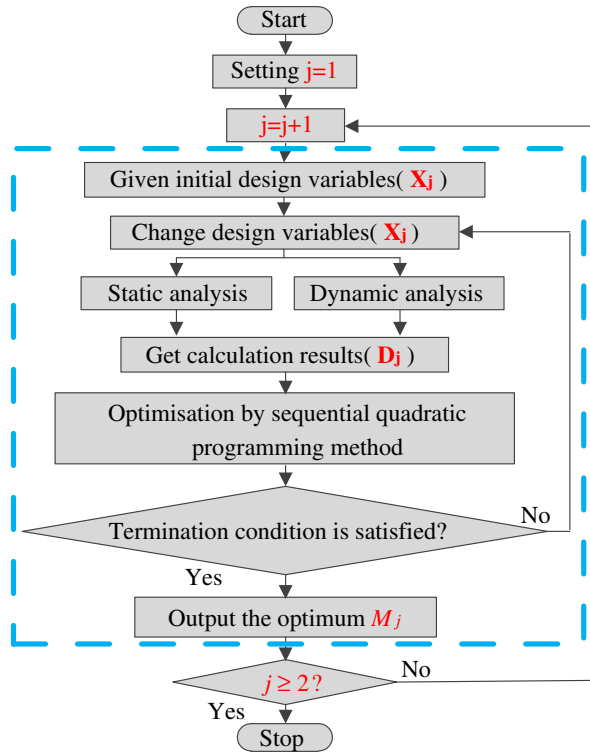 Start
Setting j=1
j=j+1
Given initial design variables( Xj )
Change design variables( Xj )
Static analysis
Dynamic analysis
Get calculation results( Dj )
Optimisation by sequential quadratic
programming method
Termination condition is satisfied?
No
Yes
Output the optimum Mj
j ≥ 2?
No
Yes
Stop